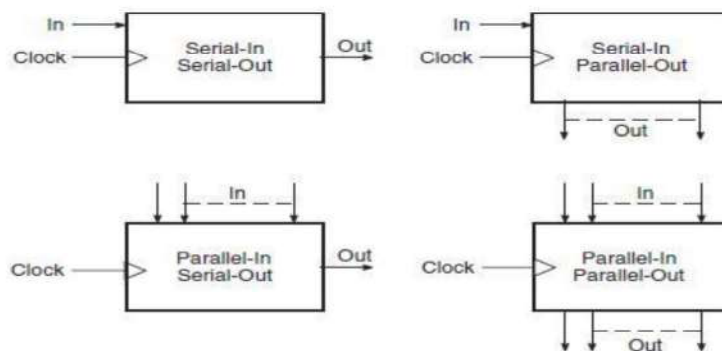 In
Clock
Serial-In
Serial-Out
Out
In
Clock
Serial-In
Parallel-Out
Out
In
Clock
Parallel-In
Serial-Out
Out
In
Clock
Parallel-In
Parallel-Out
Out